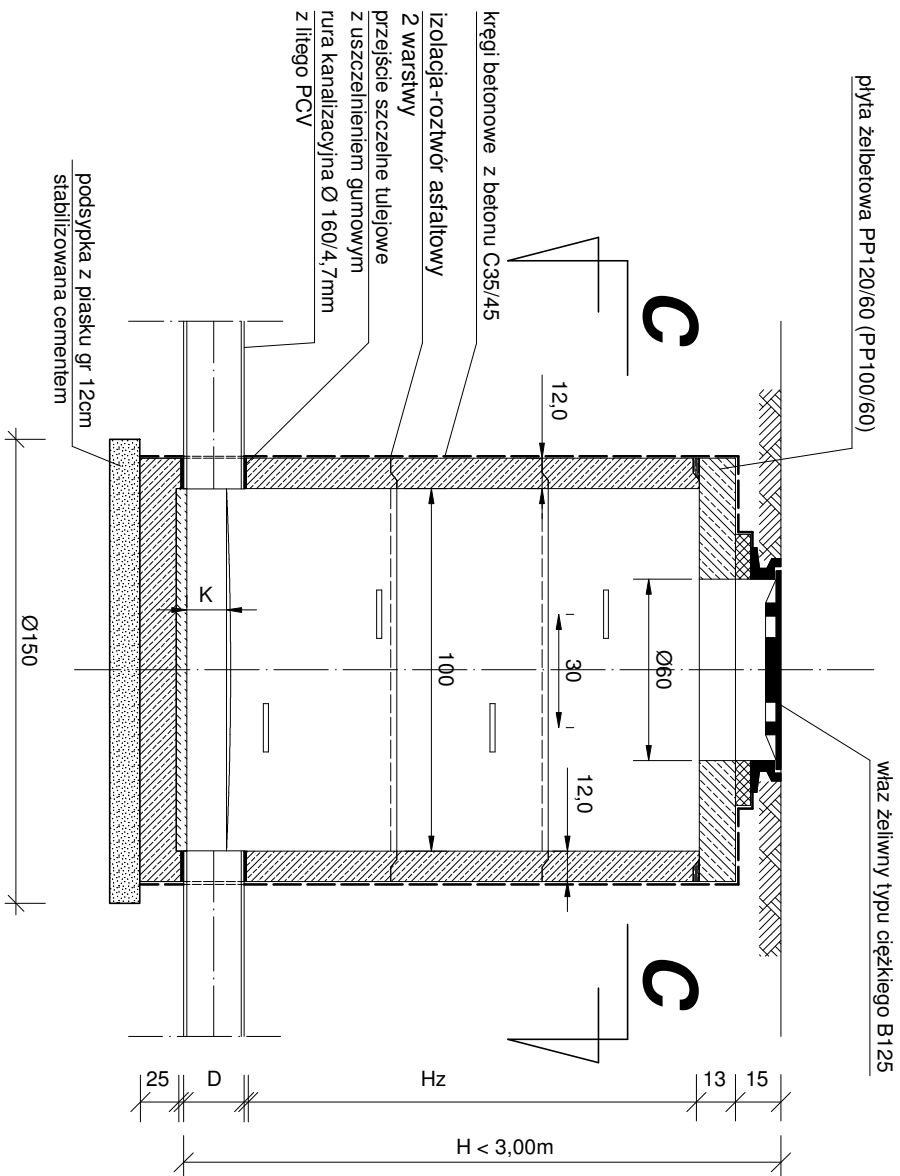 płyta żelbetowa PP120/60 (PP100/60)
właz żeliwny typu ciężkiego B125
kręgi betonowe z betonu C35/45
izolacja-roztwór asfaltowy
2 warstwy
przejście szczelne tulejowe
z uszczelnieniem gumowym
rura kanalizacyjna Ø 160/4,7mm
z litego PCV
podsypka z piasku gr 12cm
stabilizowana cementem
C
C
12,0
12,0
Ø60
30
100
K
Ø150
15
13
Hz
D
25
H < 3,00m